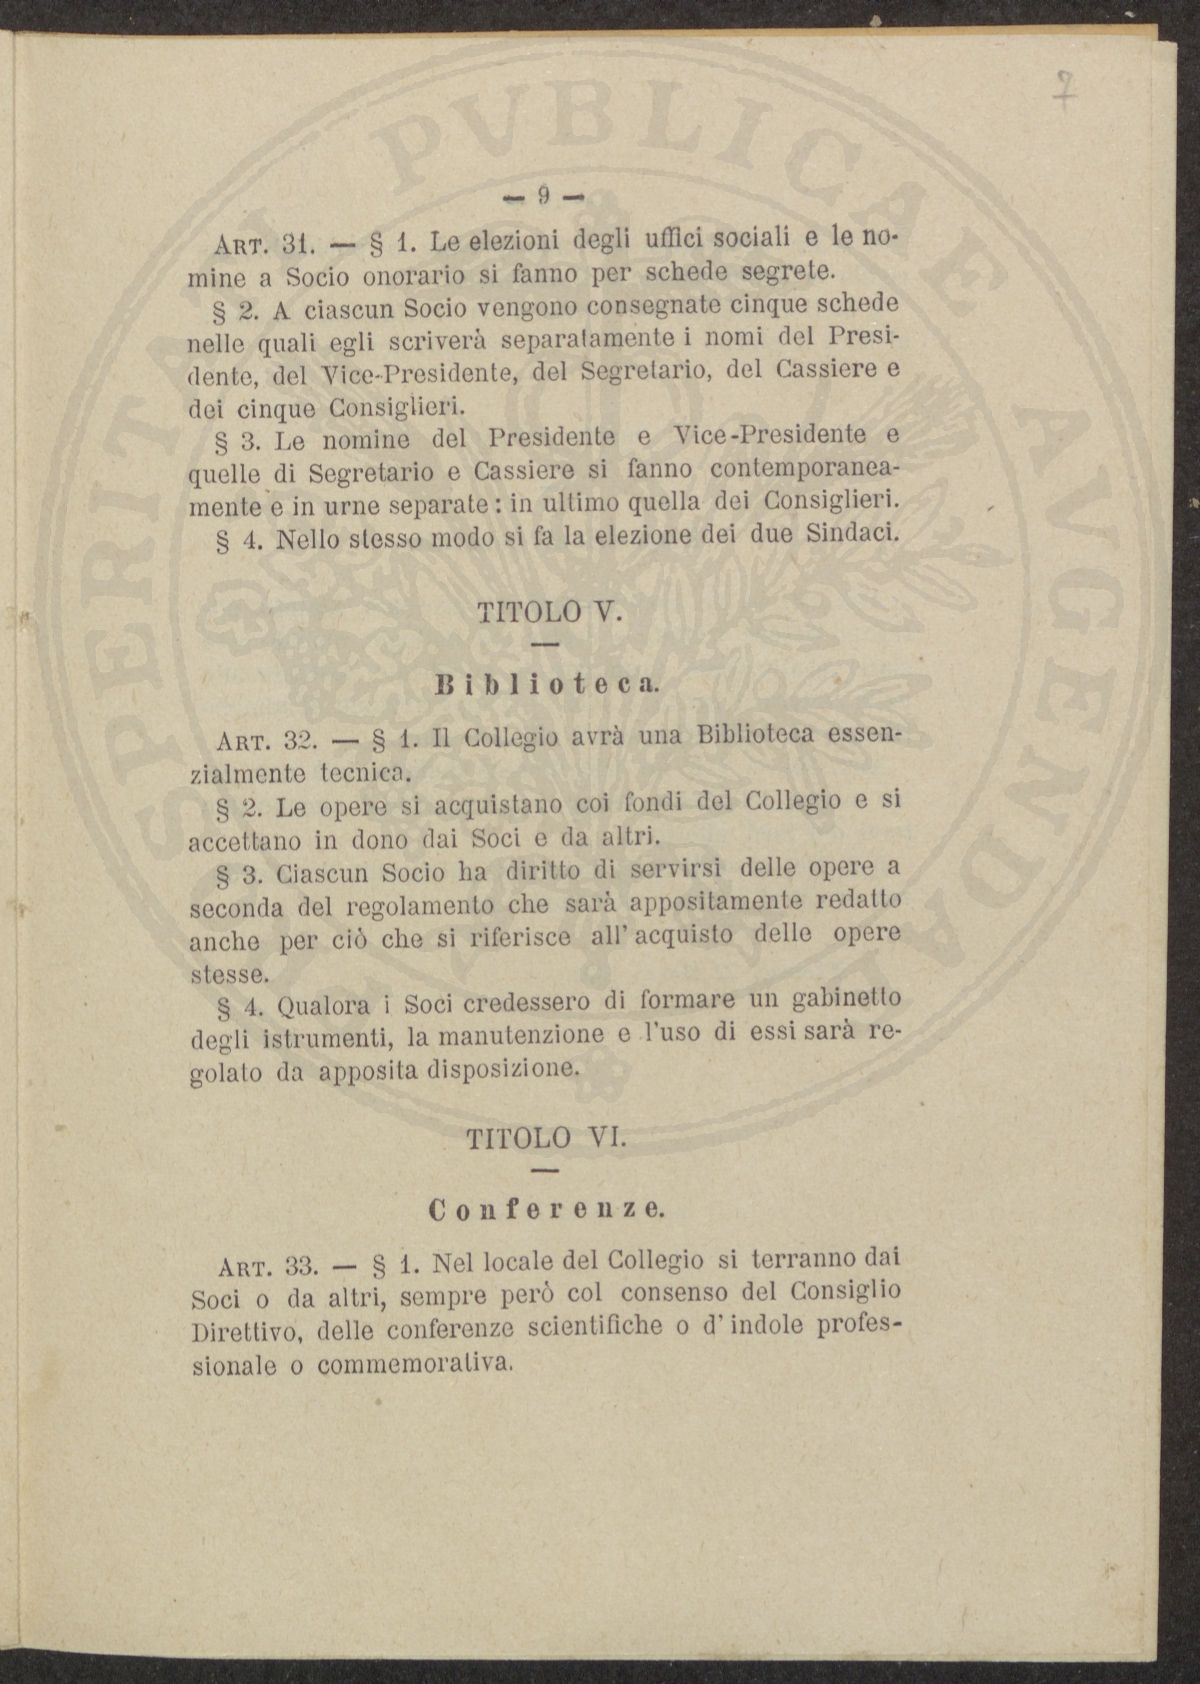 7
— 9 —
ART. 31. — § 1. Le elezioni degli uffici sociali e le no-
mine a Socio onorario si fanno per schede segrete.
§ 2. A ciascun Socio vengono consegnate cinque schede
nelle quali egli scriverà separatamente i nomi del Presi-
dente, del Vice-Presidente, del Segretario, del Cassiere e
dei cinque Consiglieri.
§ 3. Le nomine del Presidente e Vice-Presidente e
quelle di Segretario e Cassiere si fanno contemporanea-
mente e in urne separate: in ultimo quella dei Consiglieri.
§ 4. Nello stesso modo si fa la elezione dei due Sindaci.
TITOLO V.
Biblioteca.
ART. 32. — § 1. Il Collegio avrà una Biblioteca essen-
zialmente tecnica.
§ 2. Le opere si acquistano coi fondi del Collegio e si
accettano in dono dai Soci e da altri.
§ 3. Ciascun Socio ha diritto di servirsi delle opere a
seconda del regolamento che sarà appositamente redatto
anche per ciò che si riferisce all' acquisto delle opere
stesse.
§ 4. Qualora i Soci credessero di formare un gabinetto
degli istrumenti, la manutenzione e l'uso di essi sarà re-
golato da apposita disposizione.
TITOLO VI.
Conferenze.
ART. 33. — § 1. Nel locale del Collegio si terranno dai
Soci o da altri, sempre però col consenso del Consiglio
Direttivo, delle conferenze scientifiche o d' indole profes-
sionale o commemorativa.
PROSPERITATI PVBLICAE AVGENDAE